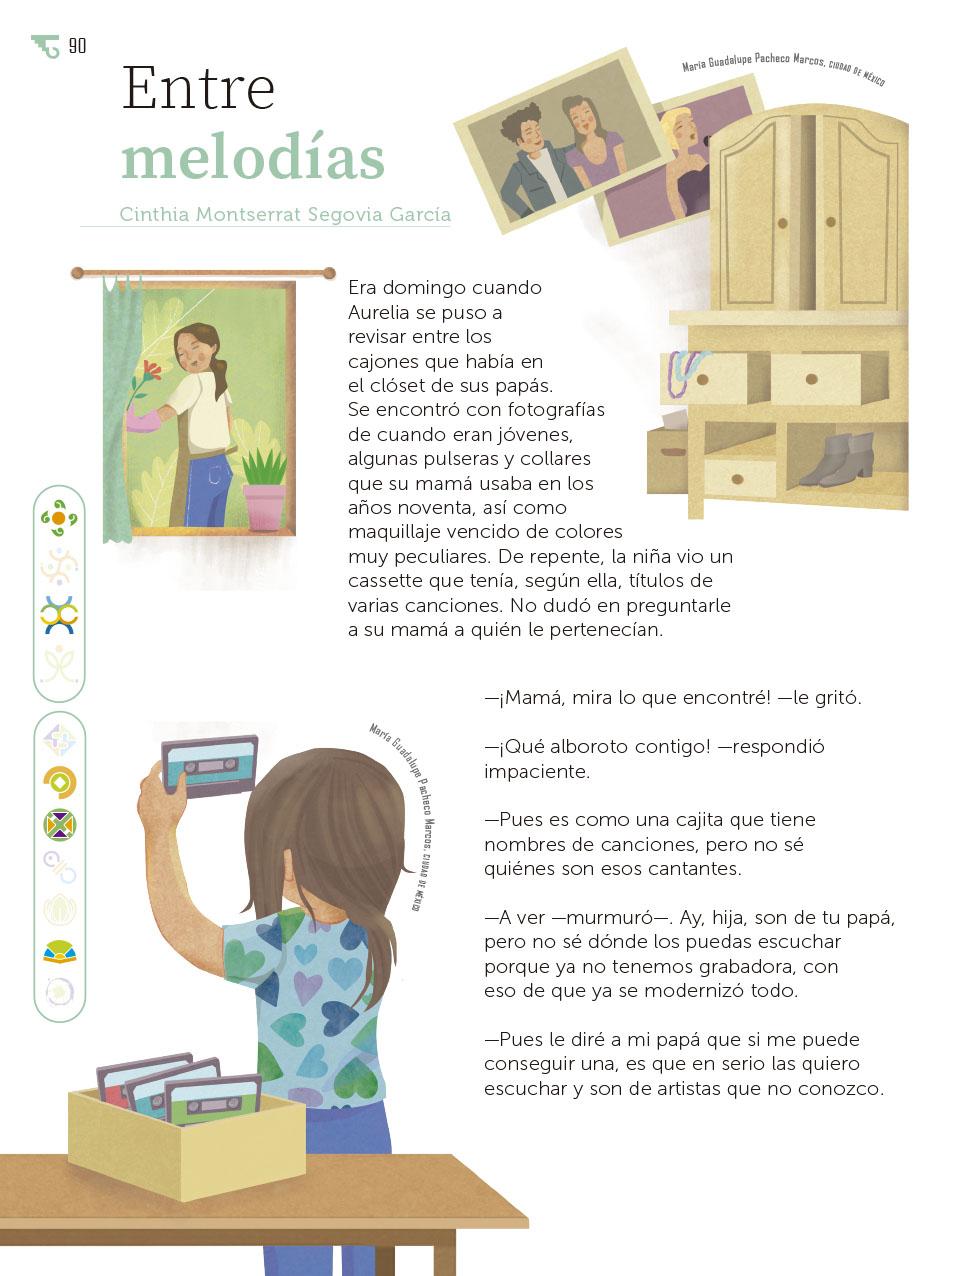 90
Entre
melodías
Cinthia Montserrat Segovia García
María Guadalupe Pacheco Marcos, CIUDAD DE MÉXICO
Era domingo cuando
Aurelia se puso a
revisar entre los
cajones que había en
el clóset de sus papás.
Se encontró con fotografías
de cuando eran jóvenes,
algunas pulseras y collares
que su mamá usaba en los
años noventa, así como
maquillaje vencido de colores
muy peculiares. De repente, la niña vio un
cassette que tenía, según ella, títulos de
varias canciones. No dudó en preguntarle
a su mamá a quién le pertenecían.
—¡Mamá, mira lo que encontré! —le gritó.
—¡Qué alboroto contigo! —respondió
impaciente.
—Pues es como una cajita que tiene
nombres de canciones, pero no sé
quiénes son esos cantantes.
—A ver —murmuró—. Ay, hija, son de tu papá,
pero no sé dónde los puedas escuchar
porque ya no tenemos grabadora, con
eso de que ya se modernizó todo.
—Pues le diré a mi papá que si me puede
conseguir una, es que en serio las quiero
escuchar y son de artistas que no conozco.
María Guadalupe Pacheco Marcos, CIUDAD DE MÉXICO